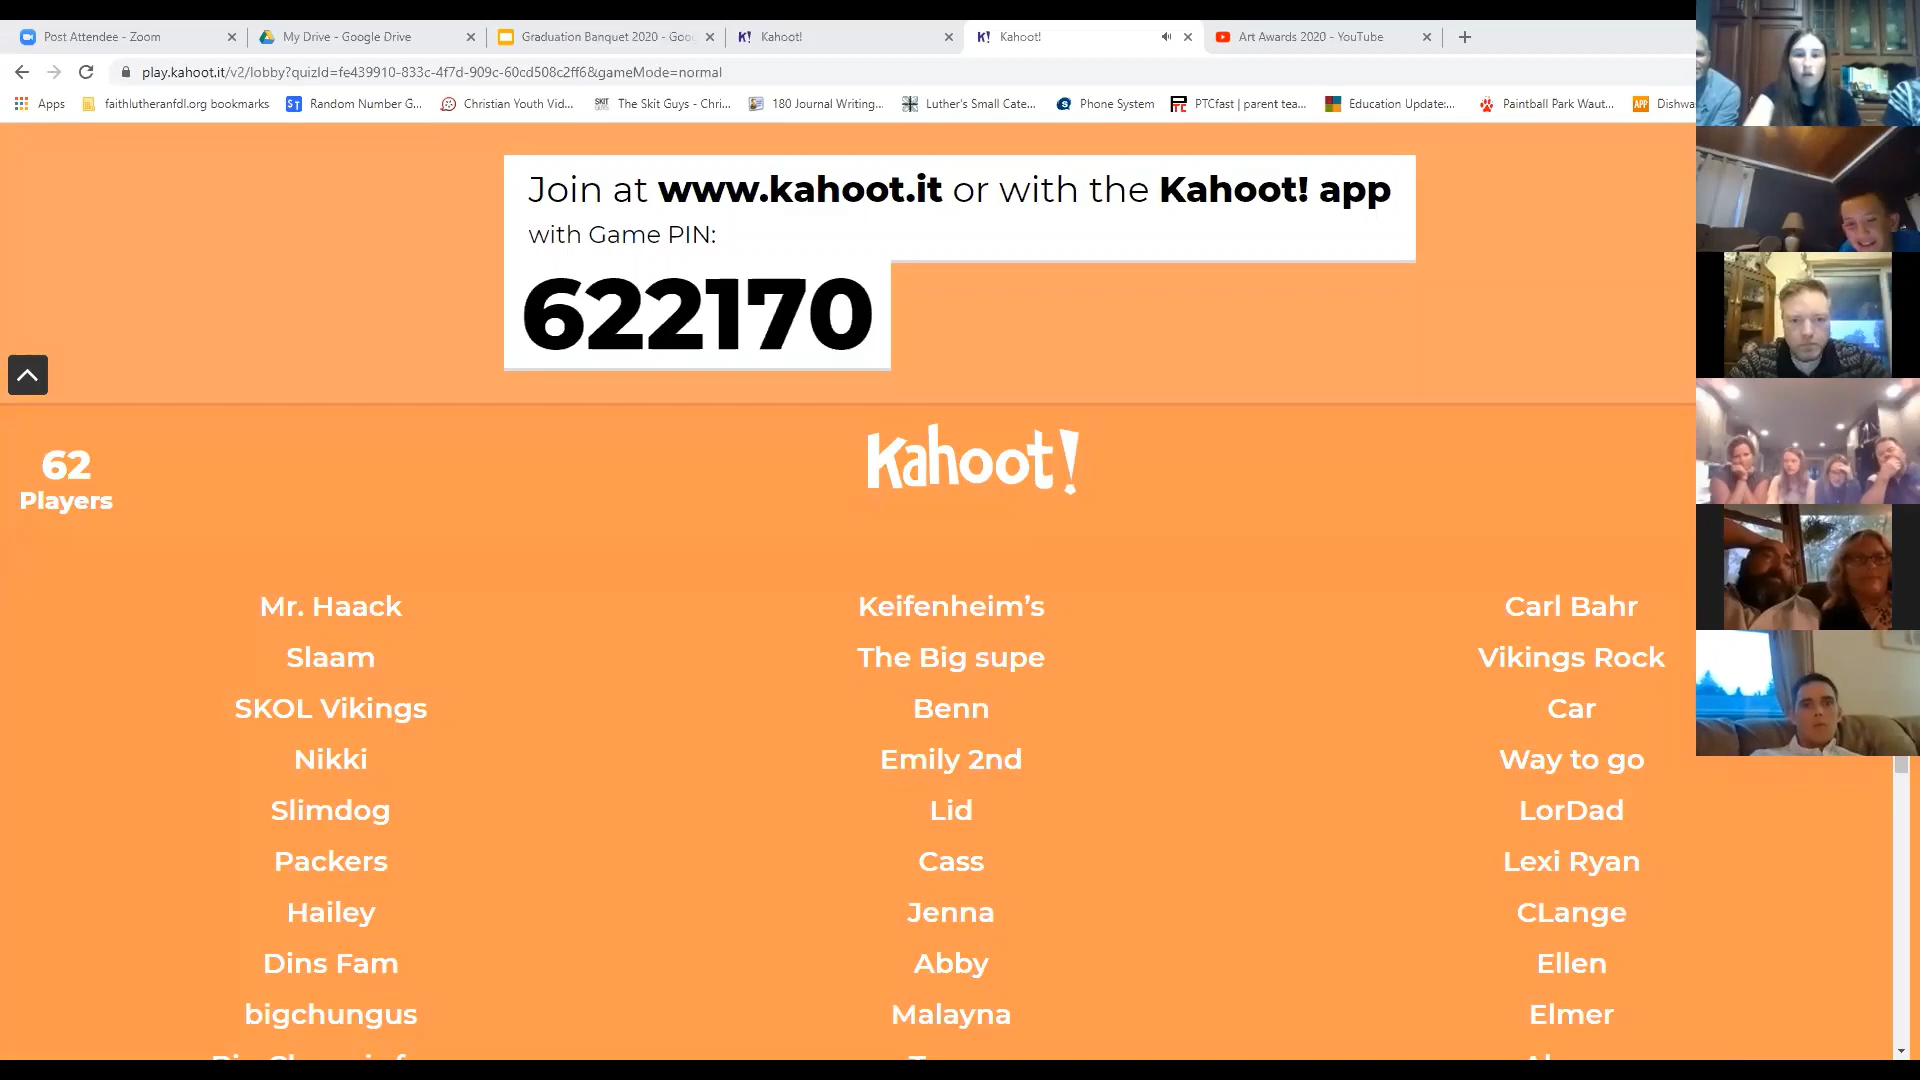 Post Attendee - Zoom
My Drive - Google Drive
Graduation Banquet 2020 - Goo
Kahoot!
Kahoot!
Art Awards 2020 - YouTube
play.kahoot.it/v2/lobby?quizId=fe439910-833c-4f7d-909c-60cd508c2ff6&gameMode=normal
Apps
faithlutheranfdl.org bookmarks
Random Number G...
Christian Youth Vid...
The Skit Guys - Chri...
180 Journal Writing...
Luther's Small Cate...
Phone System
PTCfast | parent tea...
Education Update:...
Paintball Park Waut...
Dishwa
Join at www.kahoot.it or with the Kahoot! app
with Game PIN:
622170
62
Players
Kahoot!
Mr. Haack
Keifenheim’s
Carl Bahr
Slaam
The Big supe
Vikings Rock
SKOL Vikings
Benn
Car
Nikki
Emily 2nd
Way to go
Slimdog
Lid
LorDad
Packers
Cass
Lexi Ryan
Hailey
Jenna
CLange
Dins Fam
Abby
Ellen
bigchungus
Malayna
Elmer